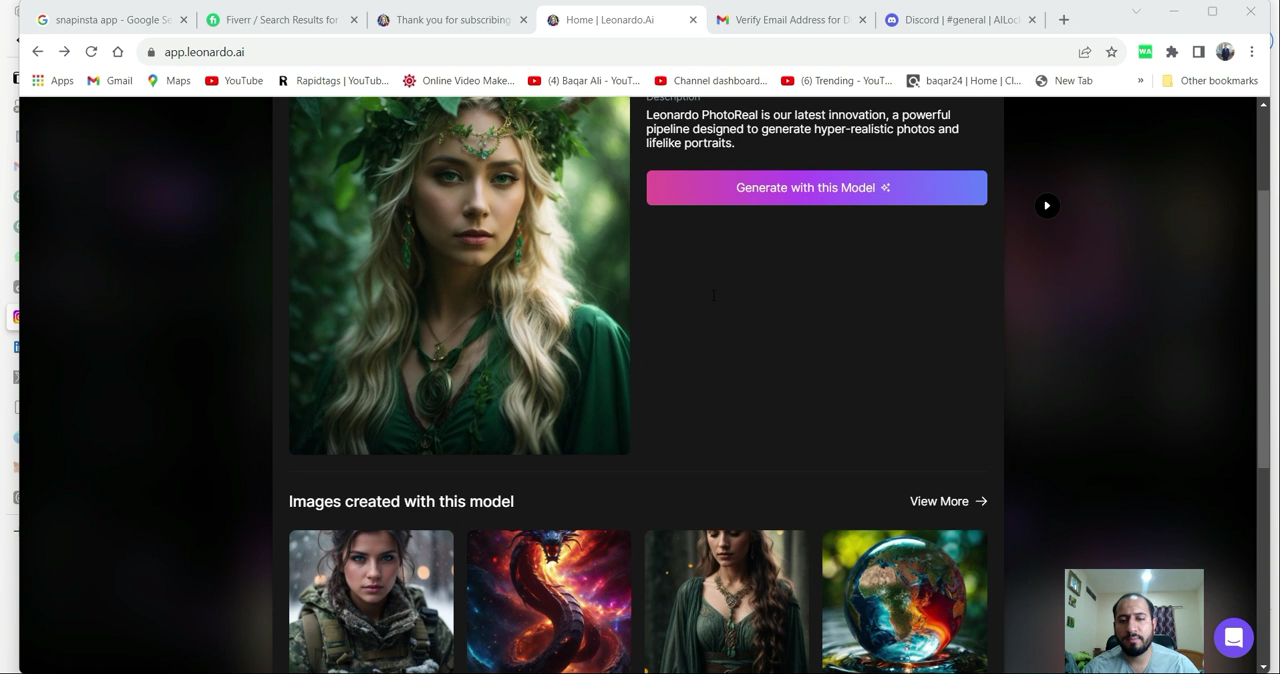 snapinsta app - Google Se
Fiverr / Search Results for
Thank you for subscribing
Home | Leonardo.Ai
Verify Email Address for D
Discord | #general | AILoc
app.leonardo.ai
WA
Apps
Gmail
Maps
YouTube
Rapidtags | YouTub...
Online Video Make...
(4) Baqar Ali - YouT...
Channel dashboard...
(6) Trending - YouT...
baqar24 | Home | Cl...
New Tab
»
Other bookmarks
Description
Leonardo PhotoReal is our latest innovation, a powerful
pipeline designed to generate hyper-realistic photos and
lifelike portraits.
Generate with this Model
Images created with this model
View More